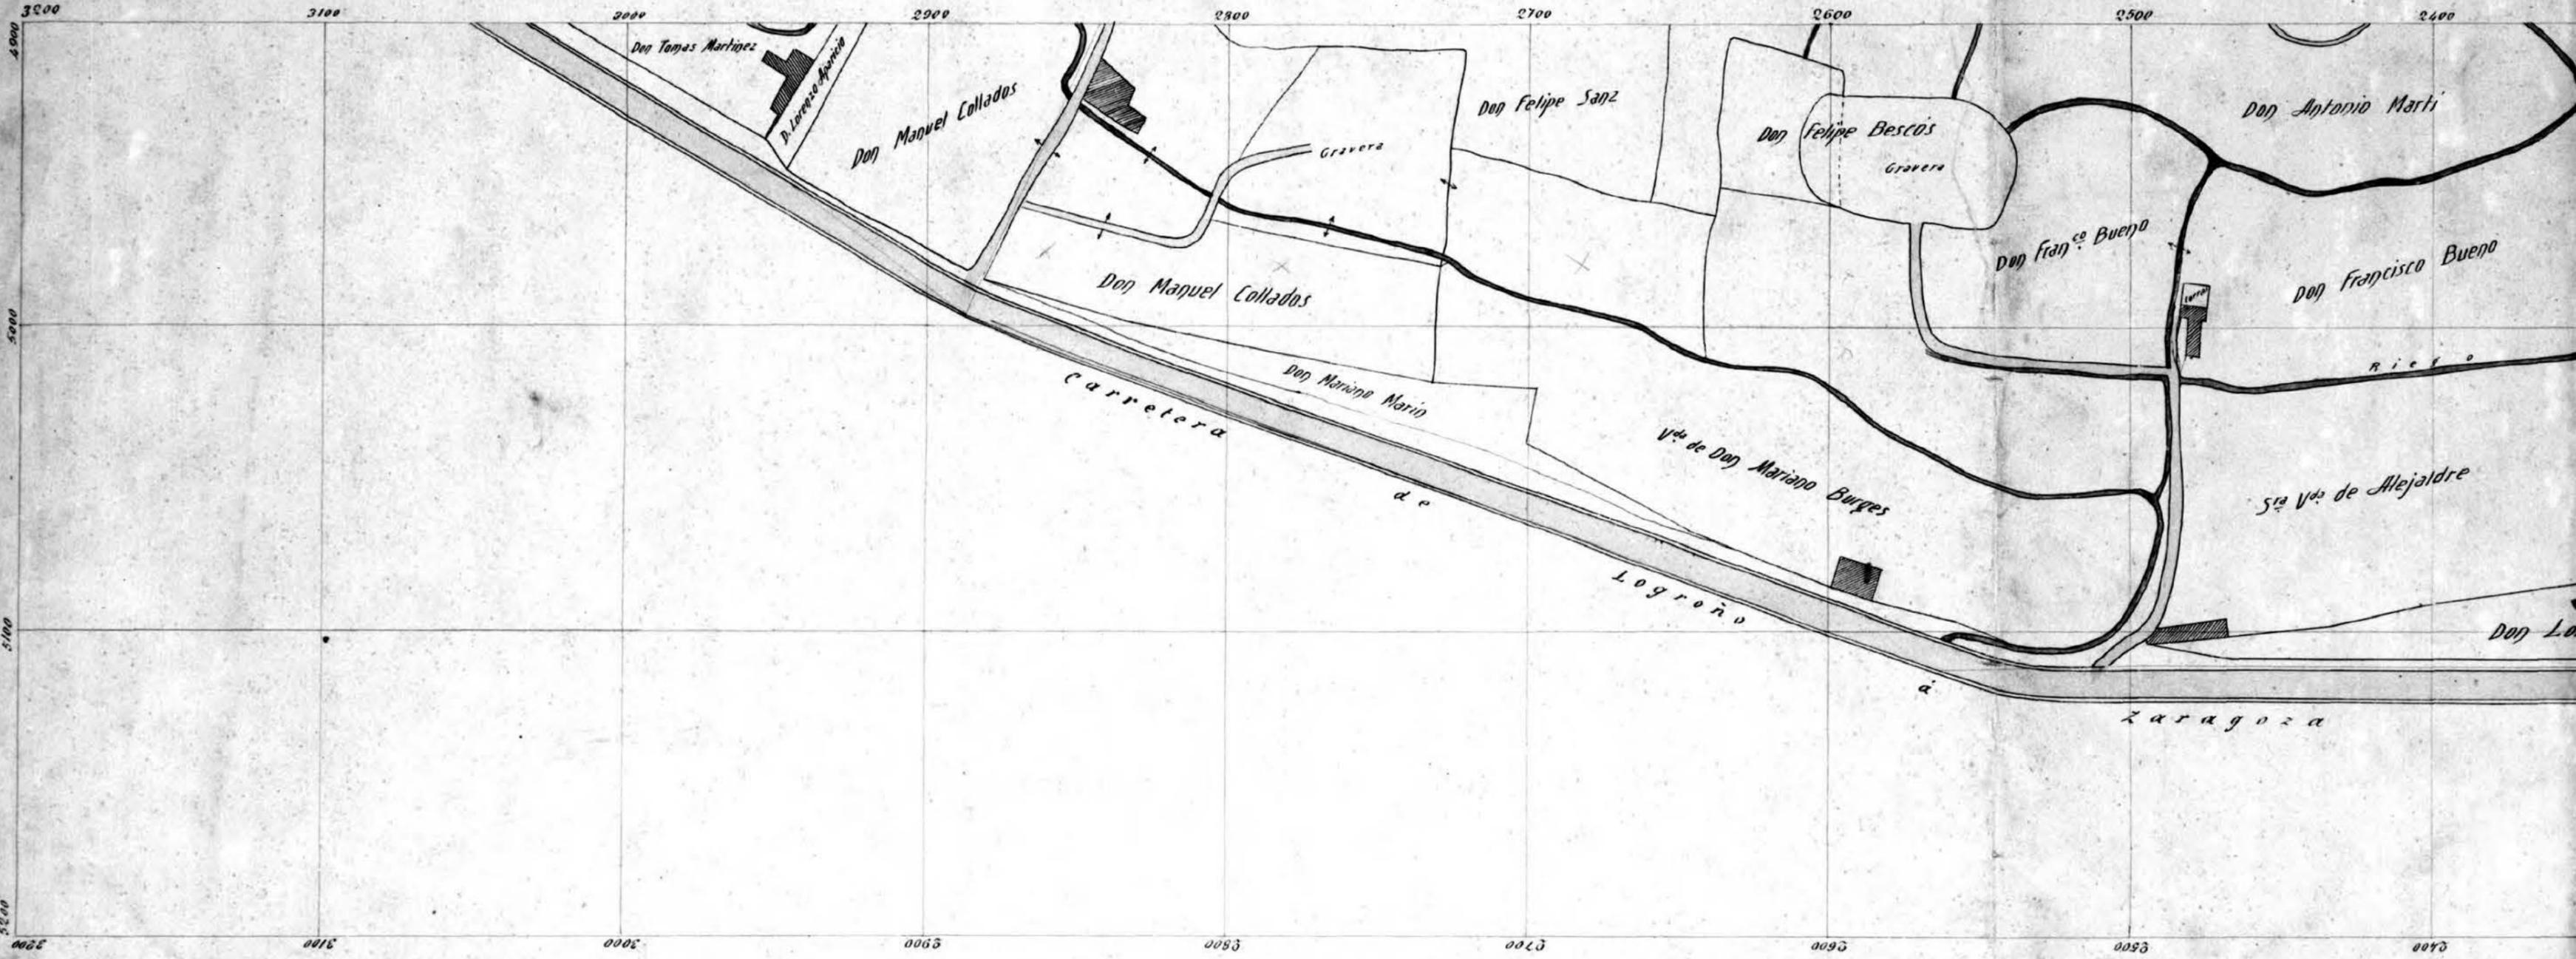 3200 3100 3000 2900 2800 2700 2600 2500 2400
4900
Don Tomas Martinez
D. Lorenzo Aparicio
Don Manuel Collados
Gravera
Don Felipe Sanz
Don Felipe Bescós
Gravera
Don Antonio Martí
Don Fran.co Bueno
Don Francisco Bueno
Corral
Don Manuel Collados
5000
Riego
Don Mariano Marin
Carretera de Logroño á Zaragoza
V.da de Don Mariano Burges
S.ra V.da de Alejaldre
5100
Don Lo
5200
3200 3100 3000 2900 2800 2700 2600 2500 2400